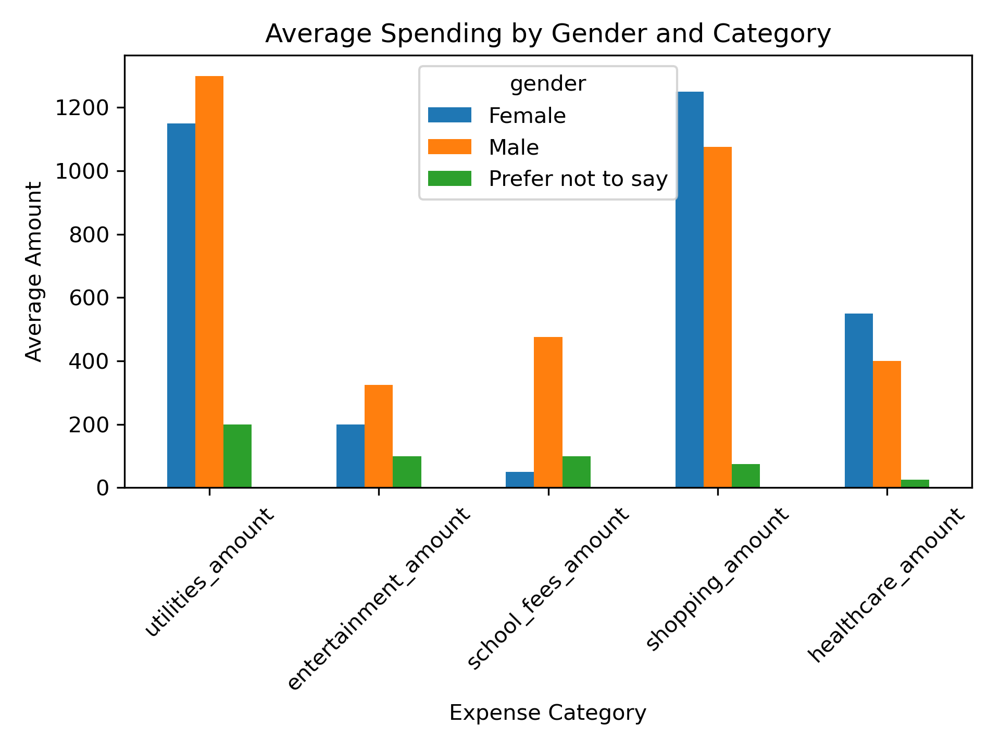 Average Spending by Gender and Category
gender
Female
Male
Prefer not to say
Average Amount
1200
1000
800
600
400
200
0
utilities_amount
entertainment_amount
school_fees_amount
shopping_amount
healthcare_amount
Expense Category